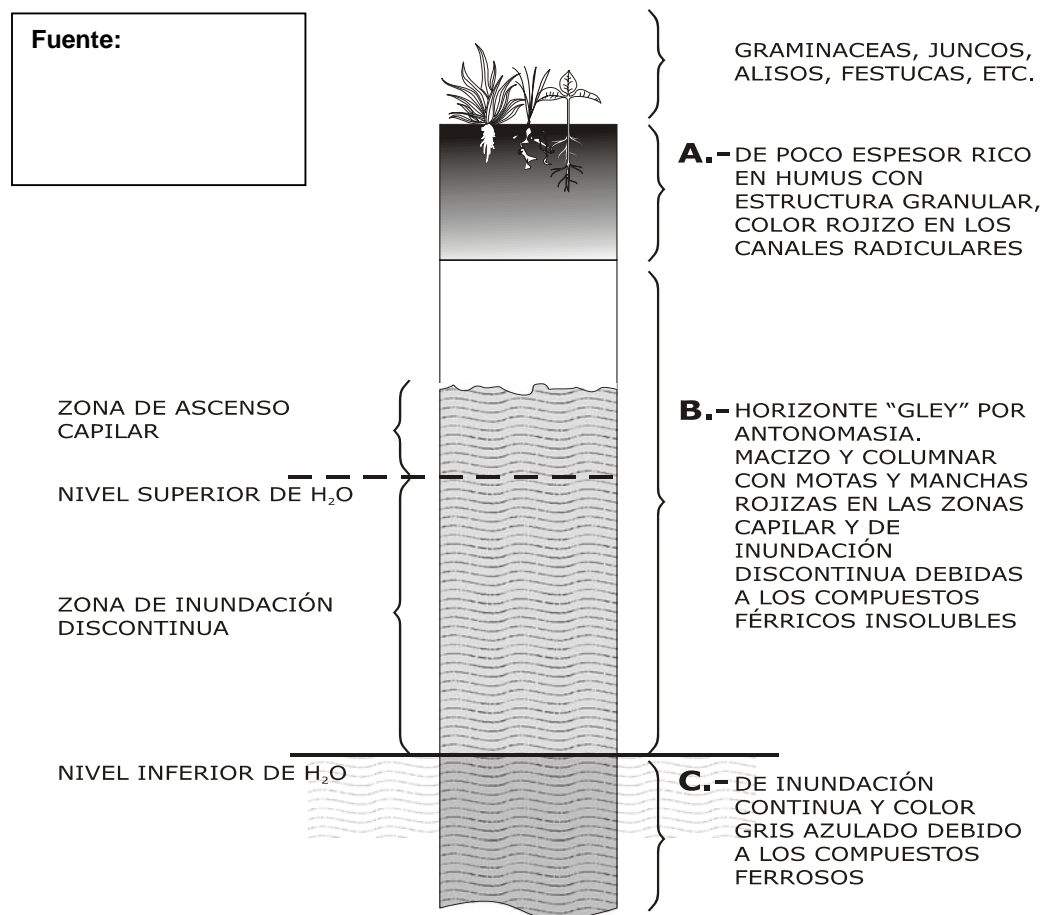 Fuente:
GRAMINACEAS, JUNCOS,
ALISOS, FESTUCAS, ETC.
A.- DE POCO ESPESOR RICO
EN HUMUS CON
ESTRUCTURA GRANULAR,
COLOR ROJIZO EN LOS
CANALES RADICULARES
ZONA DE ASCENSO
CAPILAR
NIVEL SUPERIOR DE H₂O
ZONA DE INUNDACIÓN
DISCONTINUA
NIVEL INFERIOR DE H₂O
B.- HORIZONTE “GLEY” POR
ANTONOMASIA.
MACIZO Y COLUMNAR
CON MOTAS Y MANCHAS
ROJIZAS EN LAS ZONAS
CAPILAR Y DE
INUNDACIÓN
DISCONTINUA DEBIDAS
A LOS COMPUESTOS
FÉRRICOS INSOLUBLES
C.- DE INUNDACIÓN
CONTINUA Y COLOR
GRIS AZULADO DEBIDO
A LOS COMPUESTOS
FERROSOS